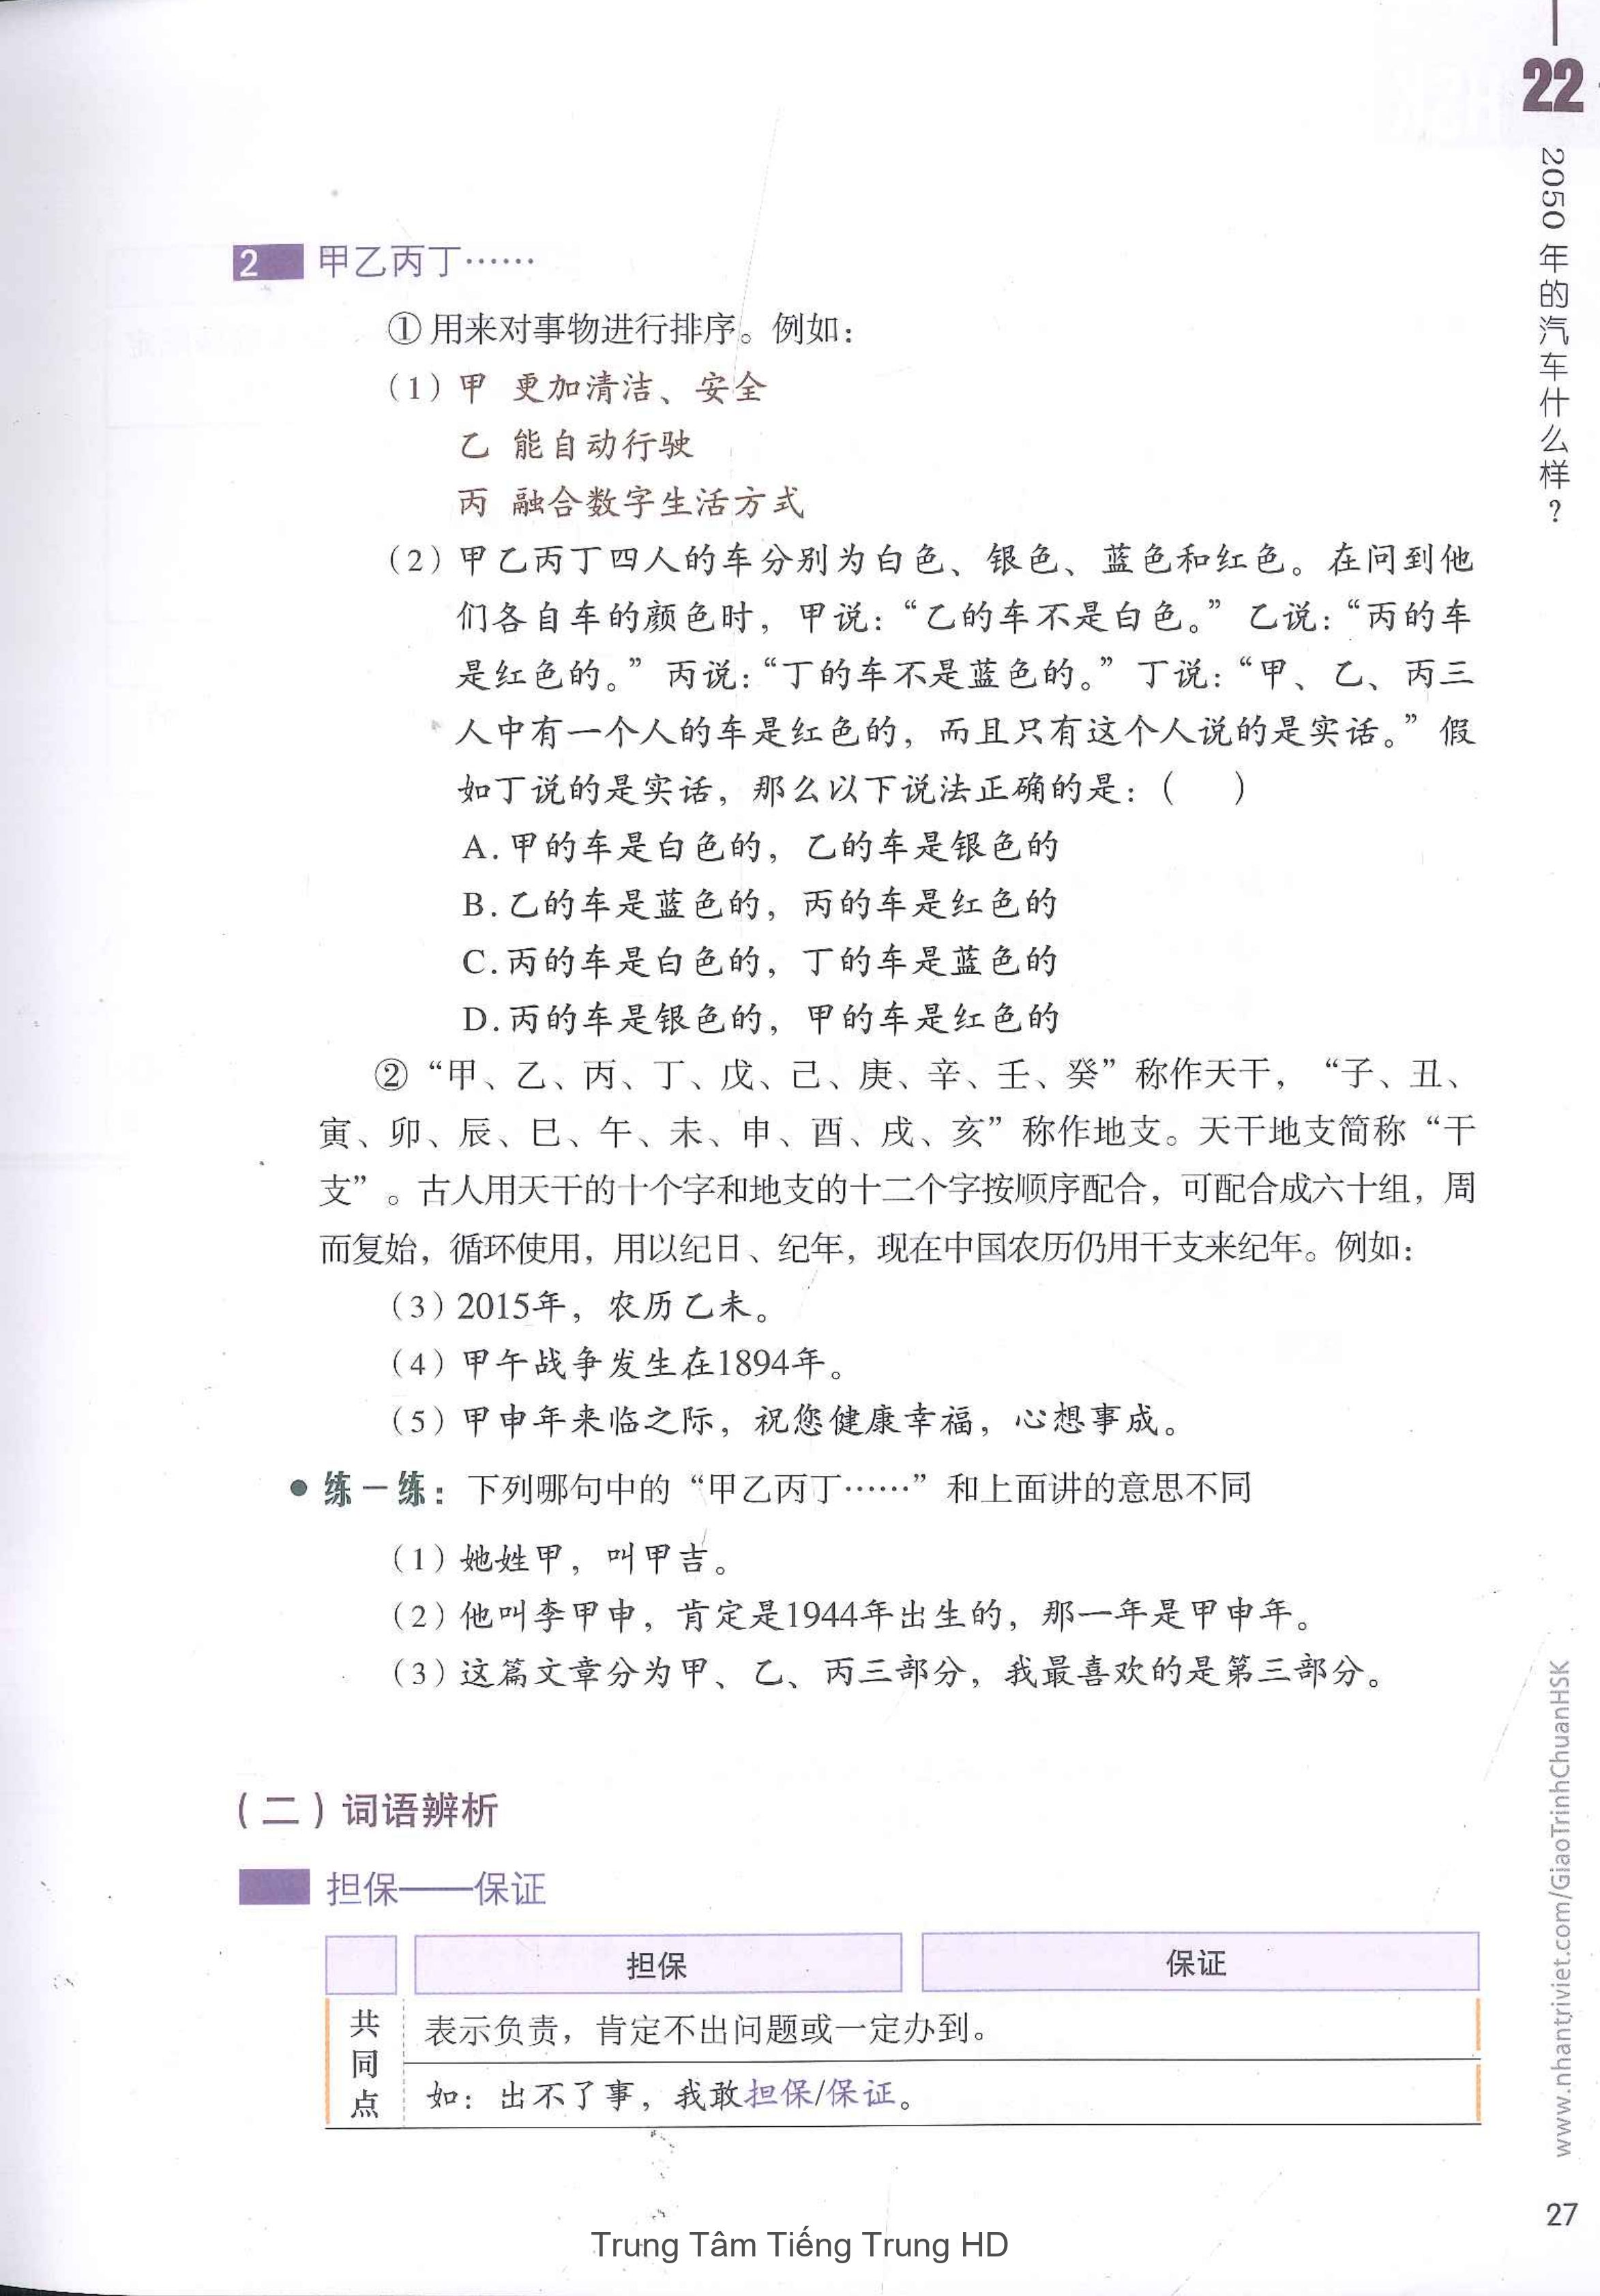 22
2050年的汽车什么样？
2 甲乙丙丁……
①用来对事物进行排序。例如：
（1）甲 更加清洁、安全
乙 能自动行驶
丙 融合数字生活方式
（2）甲乙丙丁四人的车分别为白色、银色、蓝色和红色。在问到他
们各自车的颜色时，甲说：“乙的车不是白色。”乙说：“丙的车
是红色的。”丙说：“丁的车不是蓝色的。”丁说：“甲、乙、丙三
人中有一个人的车是红色的，而且只有这个人说的是实话。”假
如丁说的是实话，那么以下说法正确的是：（　　）
A.甲的车是白色的，乙的车是银色的
B.乙的车是蓝色的，丙的车是红色的
C.丙的车是白色的，丁的车是蓝色的
D.丙的车是银色的，甲的车是红色的
②“甲、乙、丙、丁、戊、己、庚、辛、壬、癸”称作天干，“子、丑、
寅、卯、辰、巳、午、未、申、酉、戌、亥”称作地支。天干地支简称“干
支”。古人用天干的十个字和地支的十二个字按顺序配合，可配合成六十组，周
而复始，循环使用，用以纪日、纪年，现在中国农历仍用干支来纪年。例如：
（3）2015年，农历乙未。
（4）甲午战争发生在1894年。
（5）甲申年来临之际，祝您健康幸福，心想事成。
● 练一练：下列哪句中的“甲乙丙丁……”和上面讲的意思不同
（1）她姓甲，叫甲吉。
（2）他叫李甲申，肯定是1944年出生的，那一年是甲申年。
（3）这篇文章分为甲、乙、丙三部分，我最喜欢的是第三部分。
（二）词语辨析
担保——保证
担保 保证
共同点
表示负责，肯定不出问题或一定办到。
如：出不了事，我敢担保/保证。
www.nhantriviet.com/GiaoTrinhChuanHSK
27
Trung Tâm Tiếng Trung HD